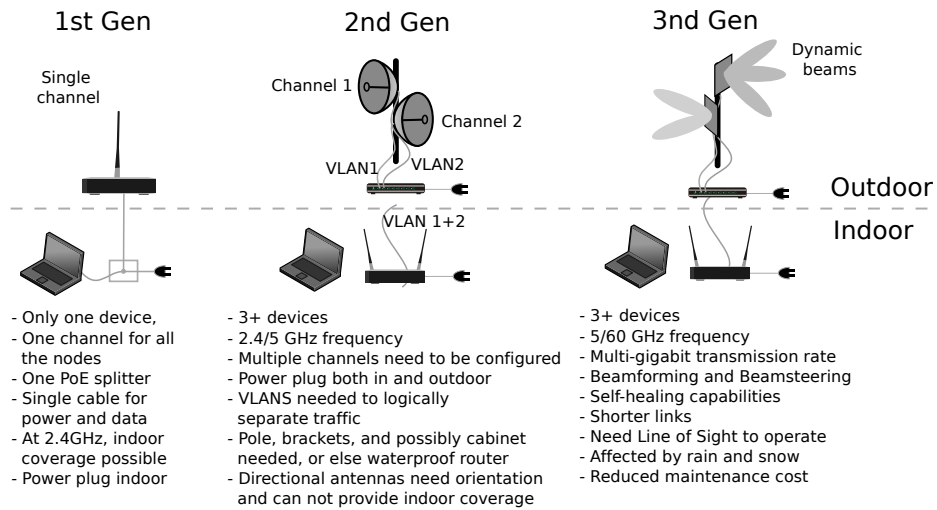 1st Gen
2nd Gen
3nd Gen
Single
channel
Channel 1
Channel 2
VLAN1
VLAN2
Dynamic
beams
Outdoor
Indoor
VLAN 1+2
- Only one device,
- One channel for all
the nodes
- One PoE splitter
- Single cable for
power and data
- At 2.4GHz, indoor
coverage possible
- Power plug indoor
- 3+ devices
- 2.4/5 GHz frequency
- Multiple channels need to be configured
- Power plug both in and outdoor
- VLANS needed to logically
separate traffic
- Pole, brackets, and possibly cabinet
needed, or else waterproof router
- Directional antennas need orientation
and can not provide indoor coverage
- 3+ devices
- 5/60 GHz frequency
- Multi-gigabit transmission rate
- Beamforming and Beamsteering
- Self-healing capabilities
- Shorter links
- Need Line of Sight to operate
- Affected by rain and snow
- Reduced maintenance cost